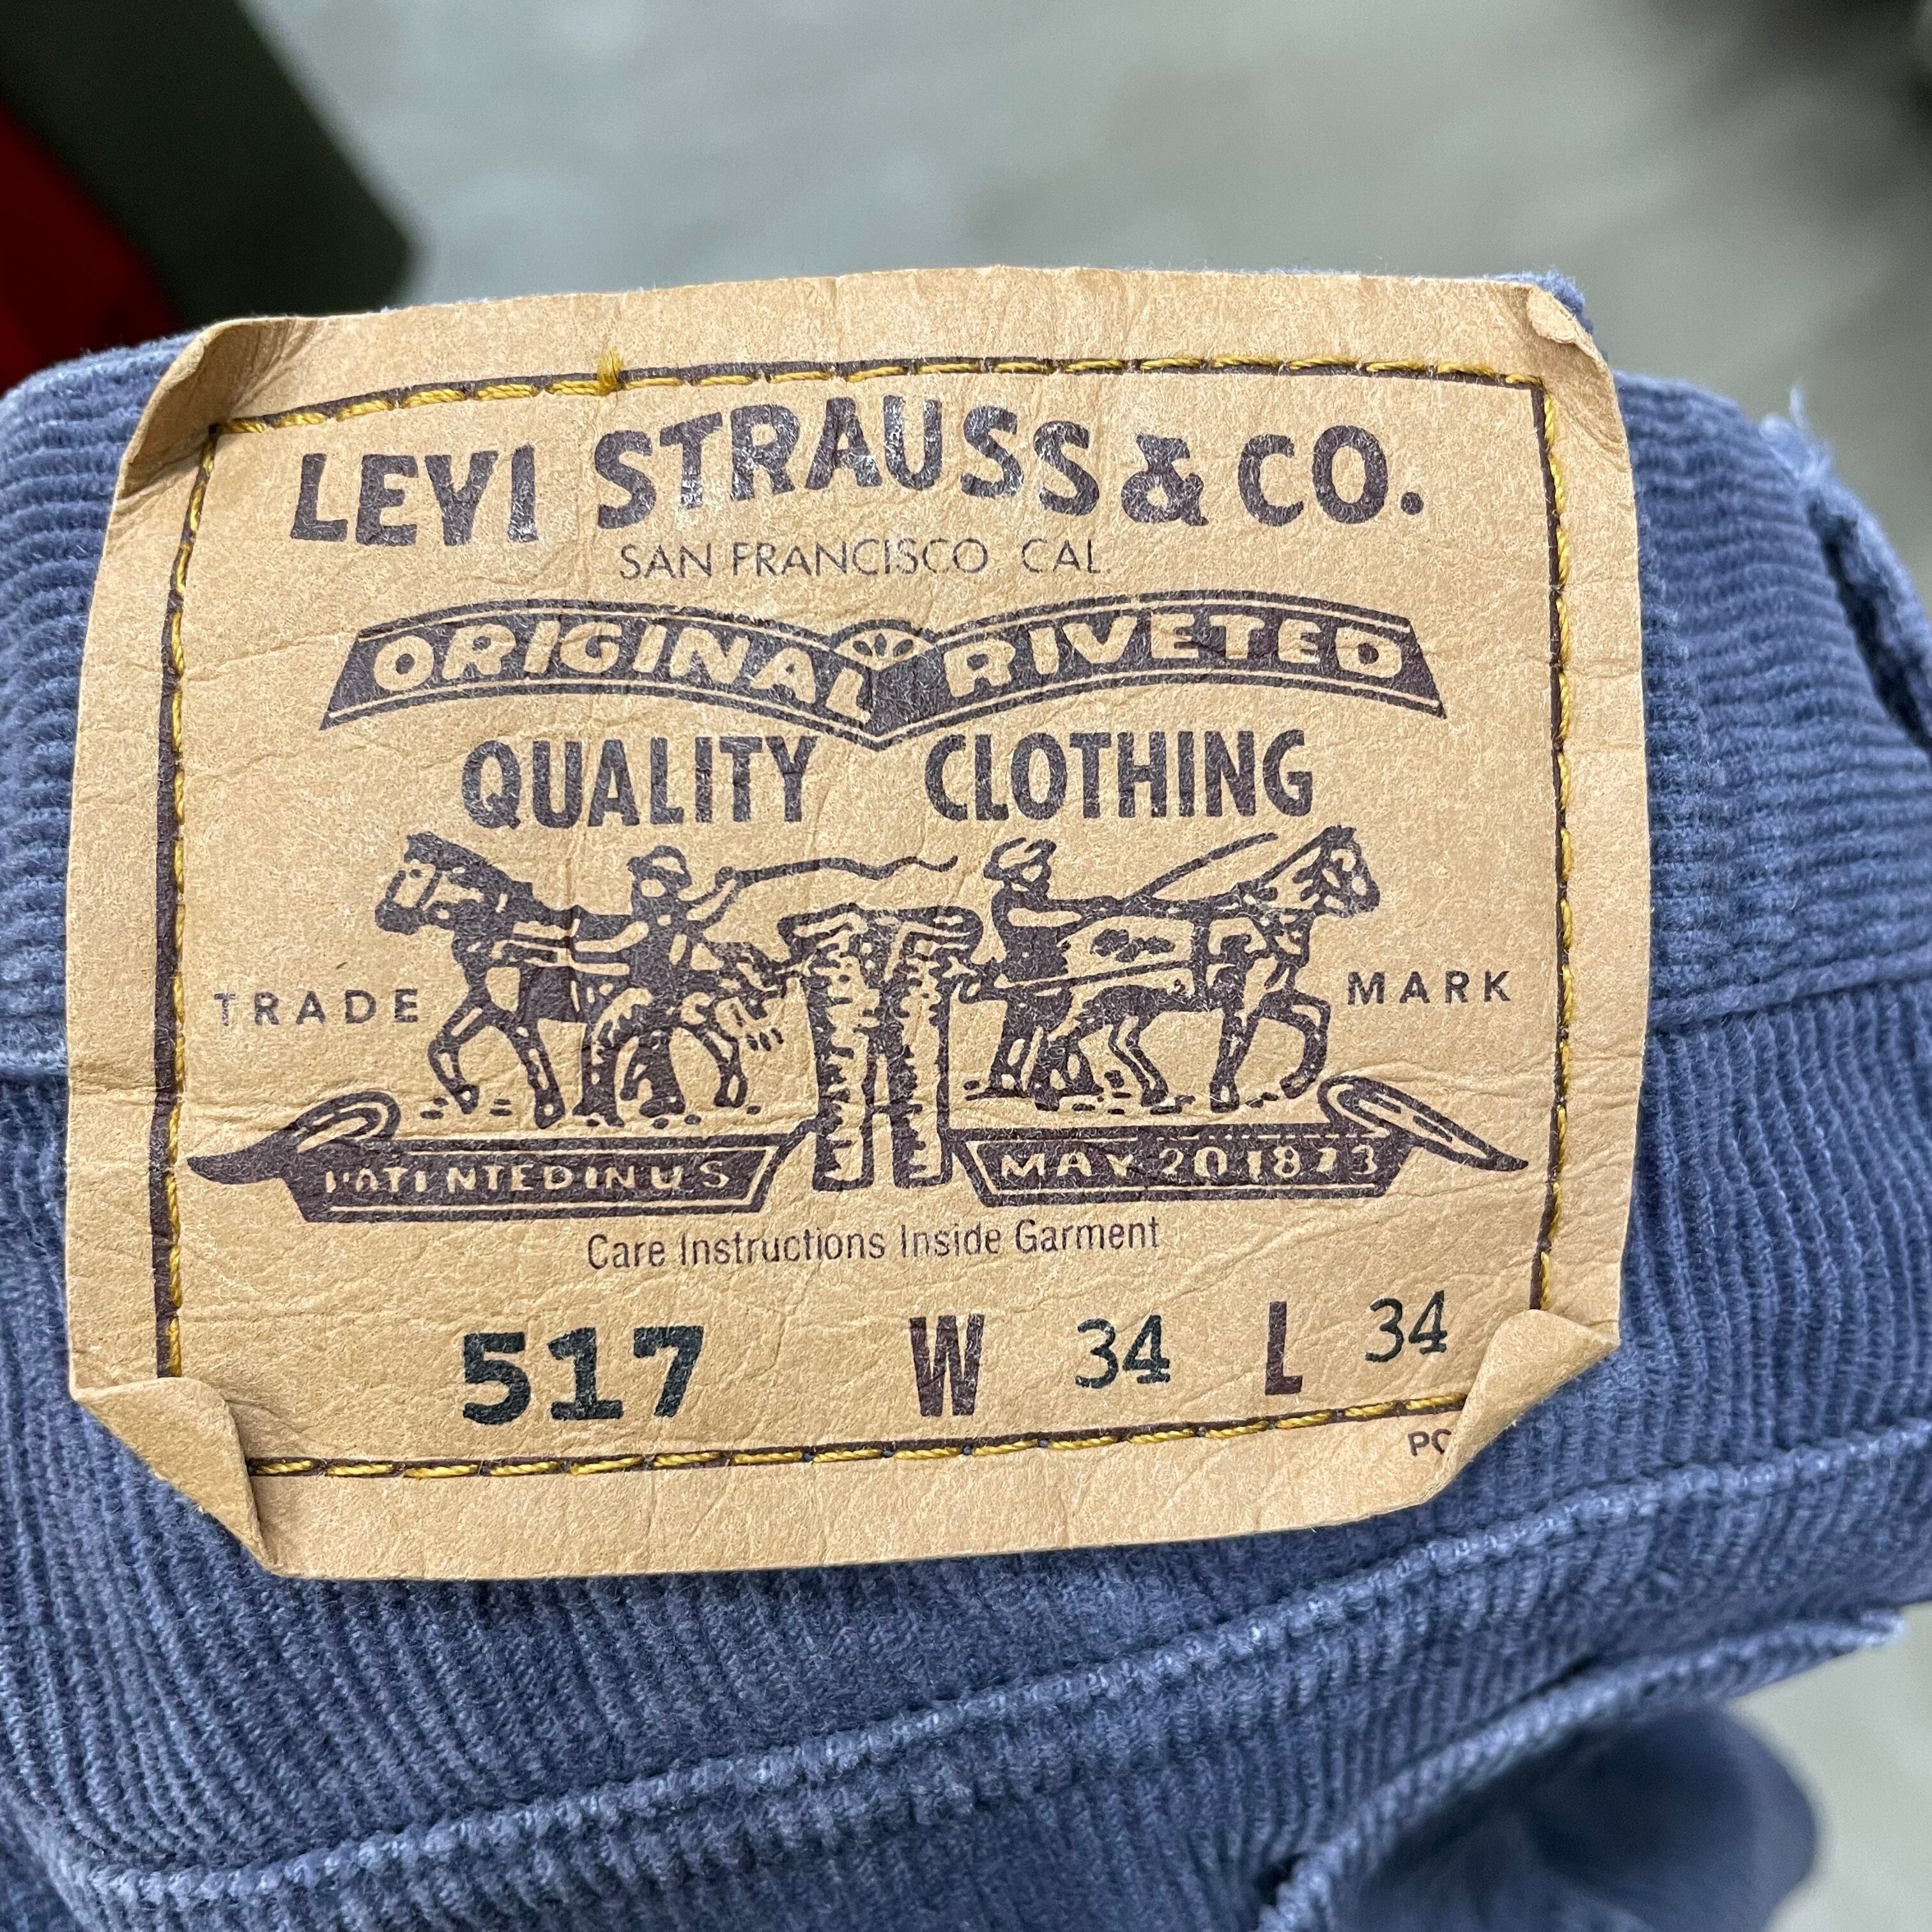 LEVI STRAUSS & CO.
SAN FRANCISCO, CAL.
ORIGINAL RIVETED
QUALITY CLOTHING
TRADE MARK
PATENTED IN U S MAY 20 1873
Care Instructions Inside Garment
517 W 34 L 34